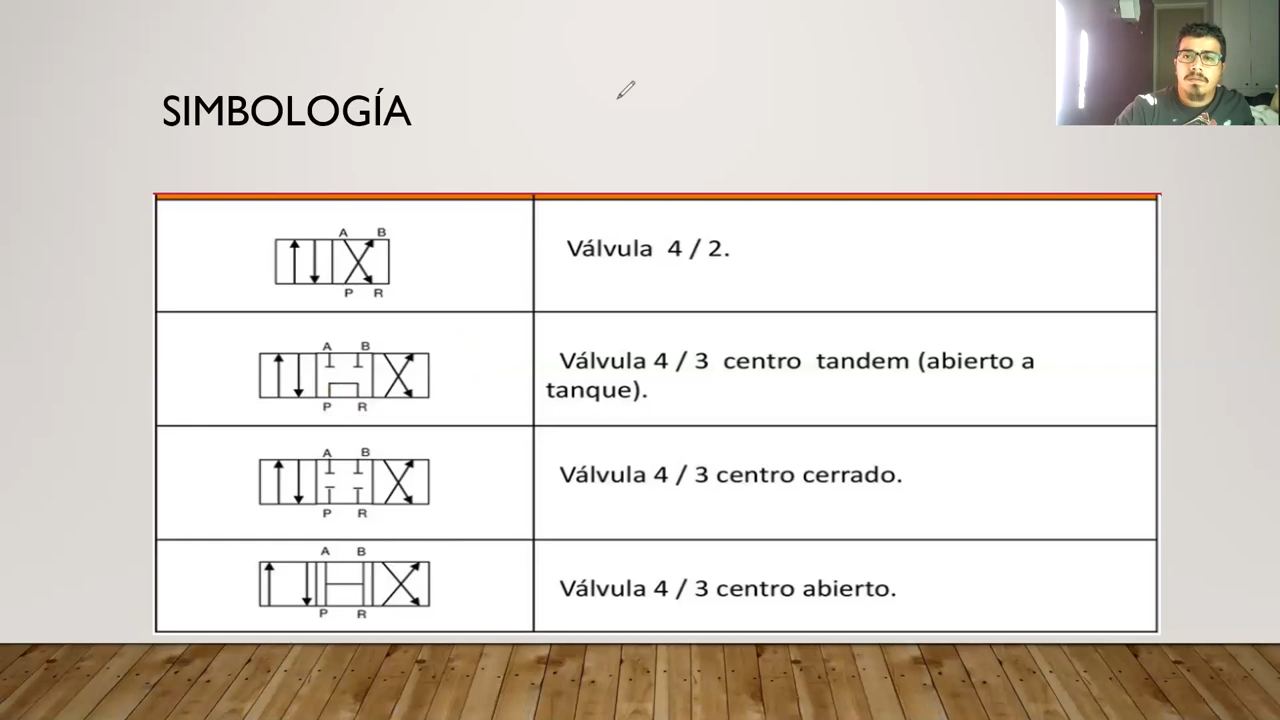 SIMBOLOGÍA
A B
P R
Válvula 4 / 2.
A B
P R
Válvula 4 / 3 centro tandem (abierto a
tanque).
A B
P R
Válvula 4 / 3 centro cerrado.
A B
P R
Válvula 4 / 3 centro abierto.